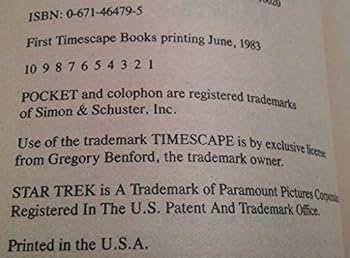 10020
ISBN: 0-671-46479-5
First Timescape Books printing June, 1983
10 9 8 7 6 5 4 3 2 1
POCKET and colophon are registered trademarks
of Simon & Schuster, Inc.
Use of the trademark TIMESCAPE is by exclusive license
from Gregory Benford, the trademark owner.
STAR TREK is A Trademark of Paramount Pictures Corporation
Registered In The U.S. Patent And Trademark Office.
Printed in the U.S.A.